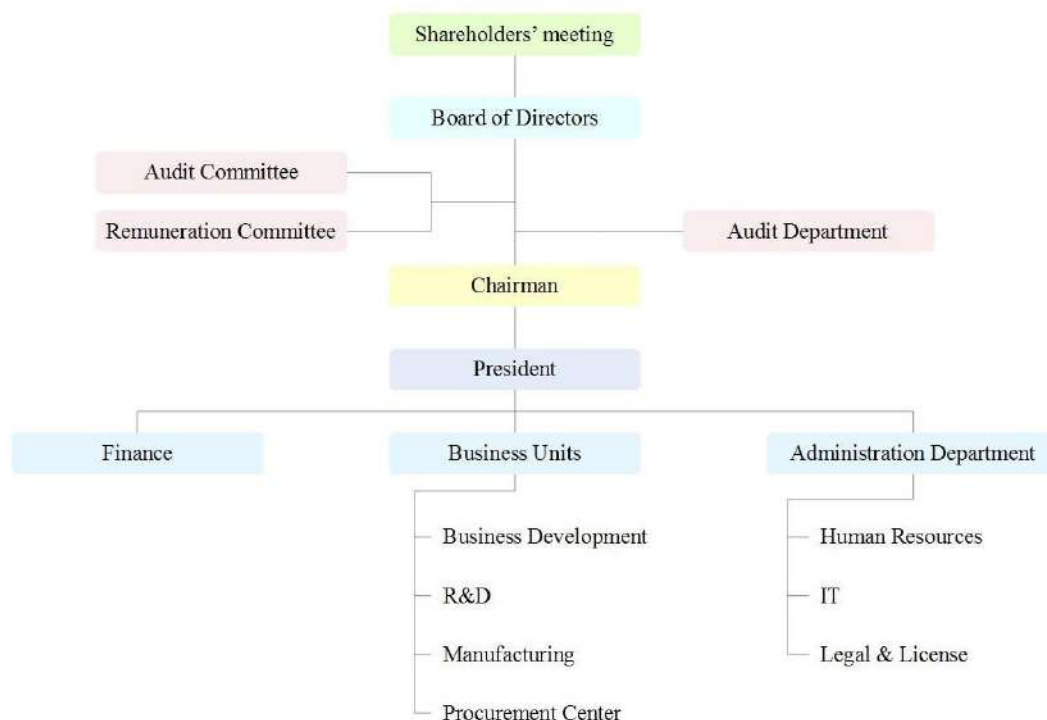 Shareholders’ meeting
Board of Directors
Audit Committee
Remuneration Committee
Audit Department
Chairman
President
Finance
Business Units
Administration Department
Business Development
Human Resources
R&D
IT
Manufacturing
Legal & License
Procurement Center